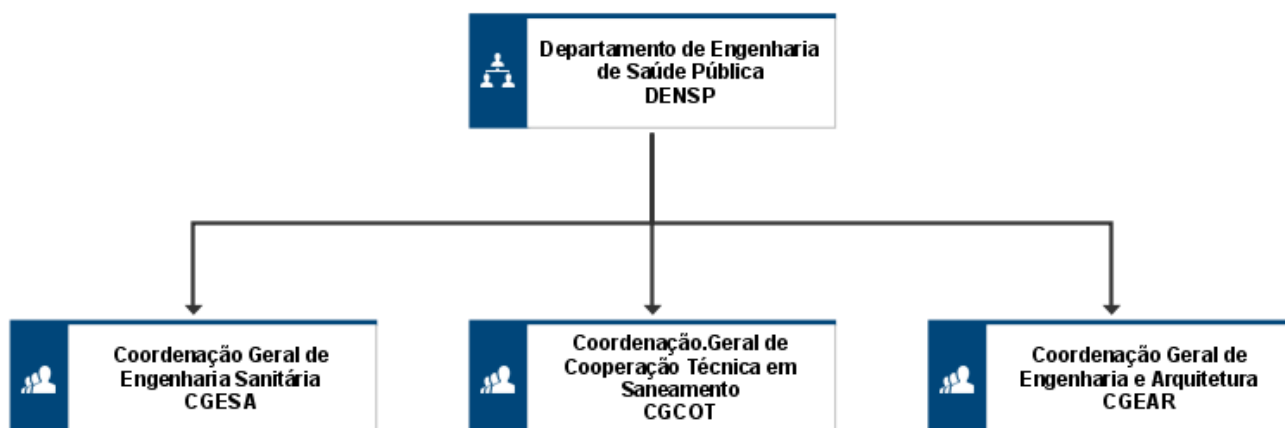 Departamento de Engenharia
de Saúde Pública
DENSP
Coordenação Geral de
Engenharia Sanitária
CGESA
Coordenação.Geral de
Cooperação Técnica em
Saneamento
CGCOT
Coordenação Geral de
Engenharia e Arquitetura
CGEAR